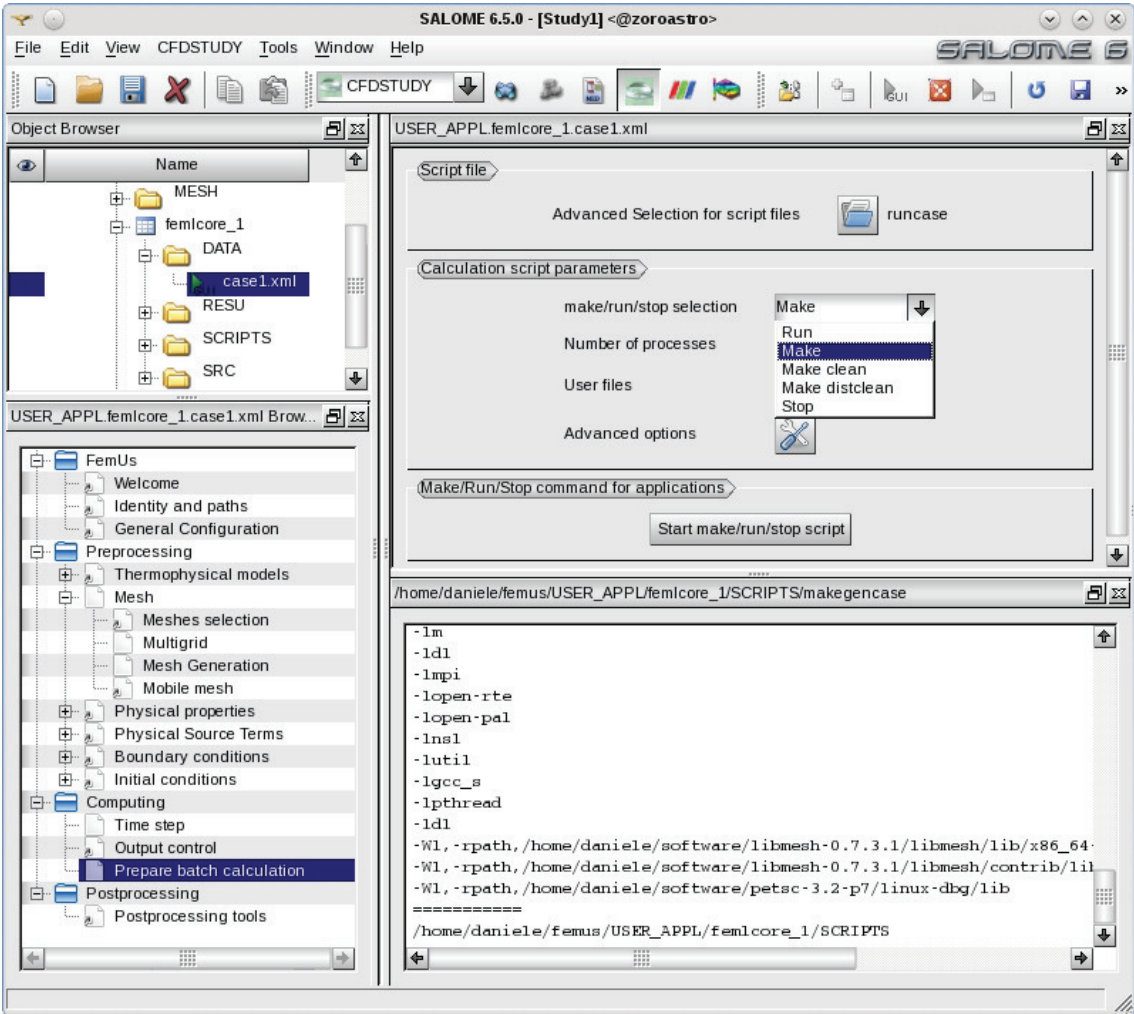 SALOME 6.5.0 - [Study1] <@zoroastro>
File Edit View CFDSTUDY Tools Window Help
SALOME 6
CFDSTUDY
MED
GUI
»
Object Browser
Name
MESH
femlcore_1
DATA
case1.xml
RESU
SCRIPTS
SRC
USER_APPL.femlcore_1.case1.xml Brow...
FemUs
Welcome
Identity and paths
General Configuration
Preprocessing
Thermophysical models
Mesh
Meshes selection
Multigrid
Mesh Generation
Mobile mesh
Physical properties
Physical Source Terms
Boundary conditions
Initial conditions
Computing
Time step
Output control
Prepare batch calculation
Postprocessing
Postprocessing tools
USER_APPL.femlcore_1.case1.xml
Script file
Advanced Selection for script files runcase
Calculation script parameters
make/run/stop selection Make
Run
Number of processes
Make
Make clean
User files
Make distclean
Stop
Advanced options
Make/Run/Stop command for applications
Start make/run/stop script
/home/daniele/femus/USER_APPL/femlcore_1/SCRIPTS/makegencase
-lm
-ldl
-lmpi
-lopen-rte
-lopen-pal
-lnsl
-lutil
-lgcc_s
-lpthread
-ldl
-Wl,-rpath,/home/daniele/software/libmesh-0.7.3.1/libmesh/lib/x86_64-
-Wl,-rpath,/home/daniele/software/libmesh-0.7.3.1/libmesh/contrib/lib
-Wl,-rpath,/home/daniele/software/petsc-3.2-p7/linux-dbg/lib
===========
/home/daniele/femus/USER_APPL/femlcore_1/SCRIPTS